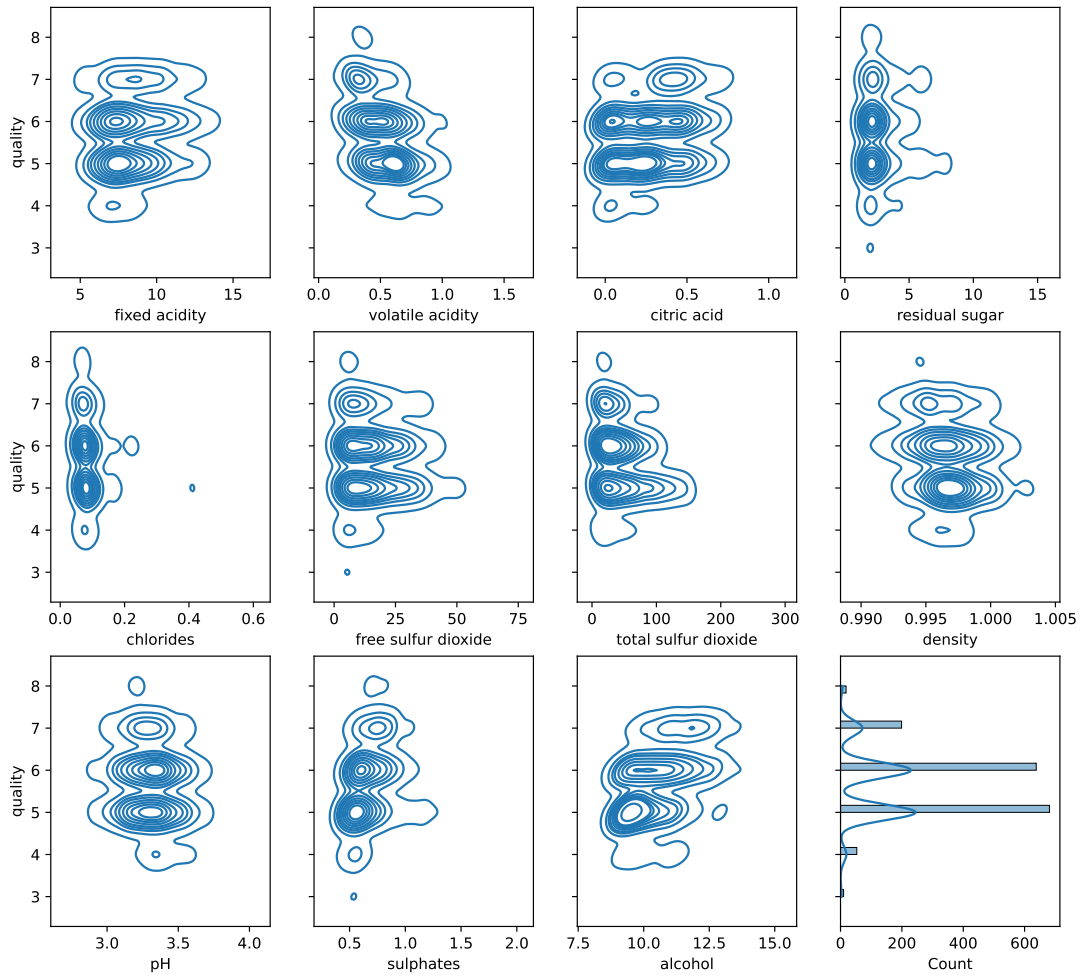 quality
8
7
6
5
4
3
5 10 15
0.0 0.5 1.0 1.5
0.0 0.5 1.0
0 5 10 15
fixed acidity
volatile acidity
citric acid
residual sugar
quality
8
7
6
5
4
3
0.0 0.2 0.4 0.6
0 25 50 75
0 100 200 300
0.990 0.995 1.000 1.005
chlorides
free sulfur dioxide
total sulfur dioxide
density
quality
8
7
6
5
4
3
3.0 3.5 4.0
0.5 1.0 1.5 2.0
7.5 10.0 12.5 15.0
0 200 400 600
pH
sulphates
alcohol
Count